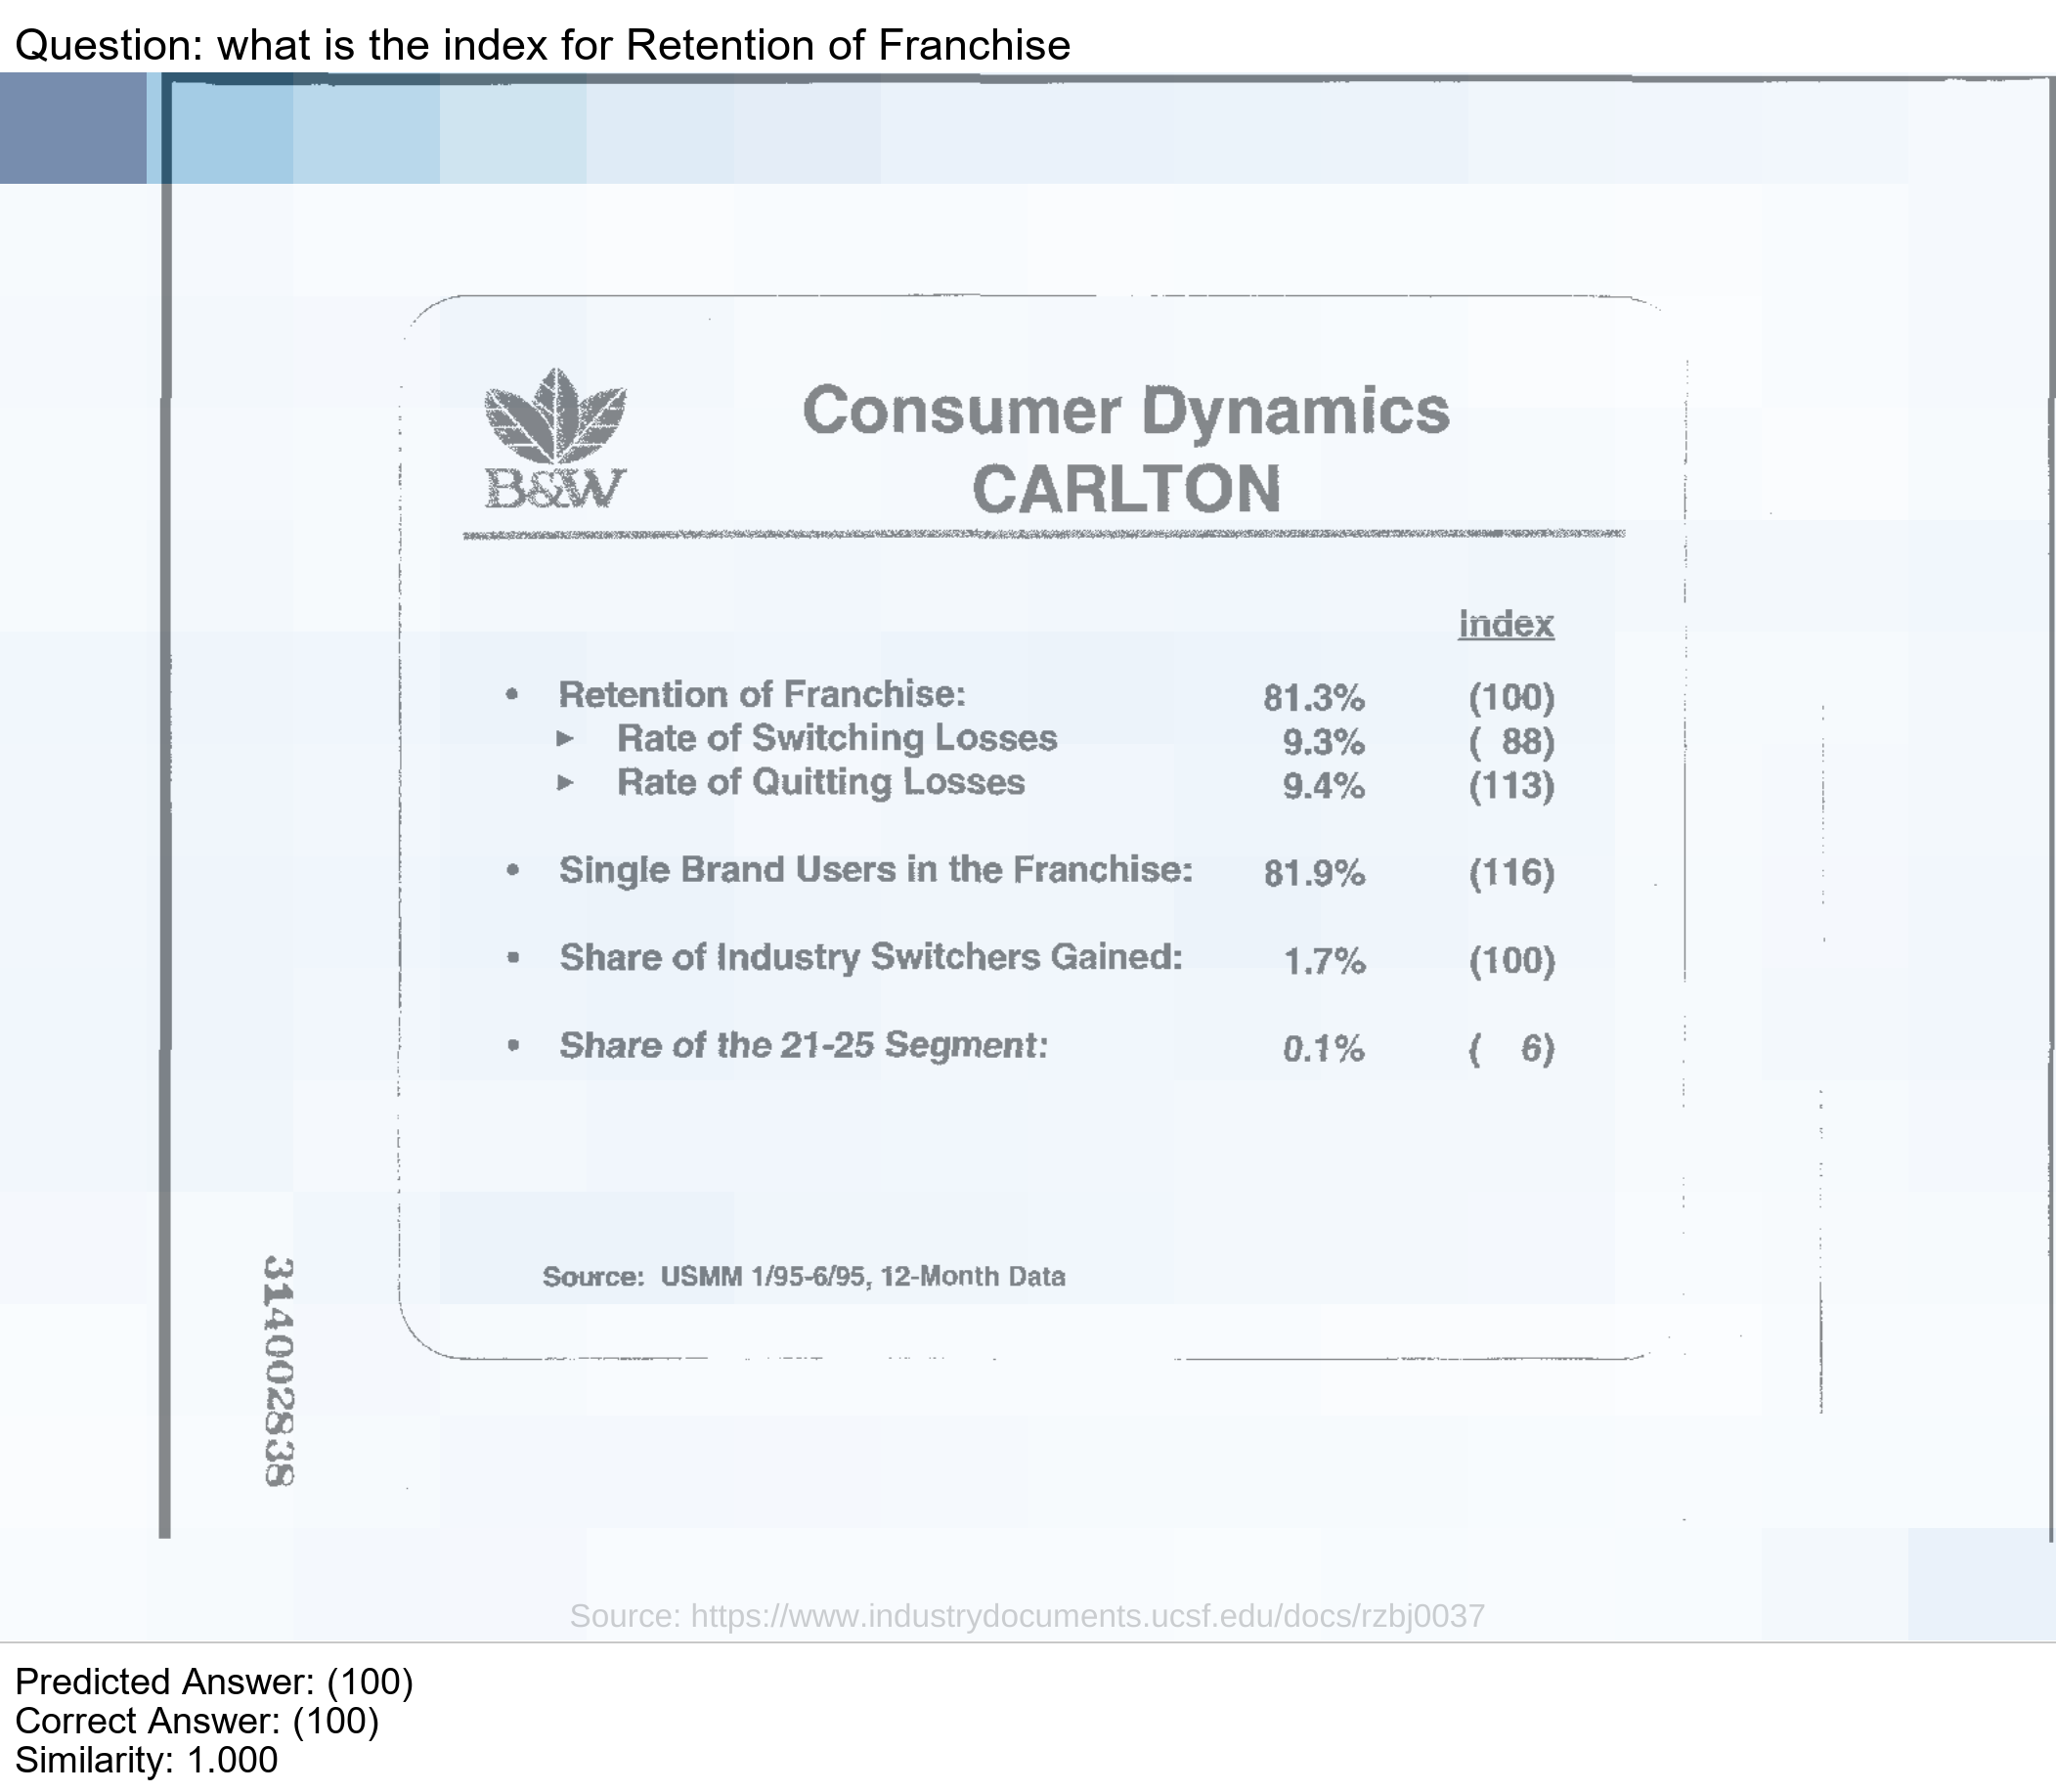 Question: what is the index for Retention of Franchise
B&W
Consumer Dynamics
CARLTON
Index
• Retention of Franchise: 81.3% (100)
► Rate of Switching Losses 9.3% ( 88)
► Rate of Quitting Losses 9.4% (113)
• Single Brand Users in the Franchise: 81.9% (116)
• Share of Industry Switchers Gained: 1.7% (100)
• Share of the 21-25 Segment: 0.1% ( 6)
Source: USMM 1/95-6/95, 12-Month Data
314002838
Source: https://www.industrydocuments.ucsf.edu/docs/rzbj0037
Predicted Answer: (100)
Correct Answer: (100)
Similarity: 1.000